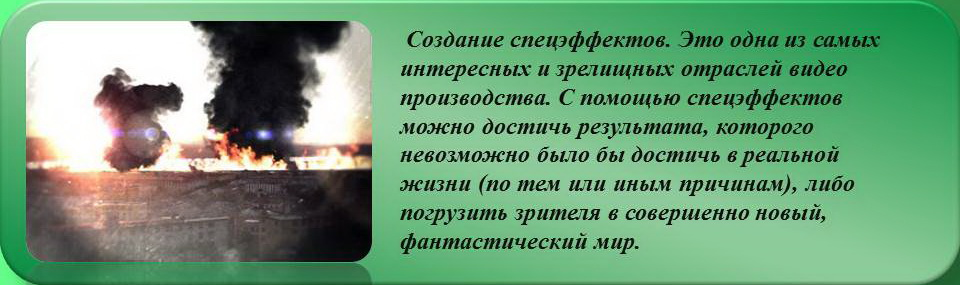 Создание спецэффектов. Это одна из самых
интересных и зрелищных отраслей видео
производства. С помощью спецэффектов
можно достичь результата, которого
невозможно было бы достичь в реальной
жизни (по тем или иным причинам), либо
погрузить зрителя в совершенно новый,
фантастический мир.